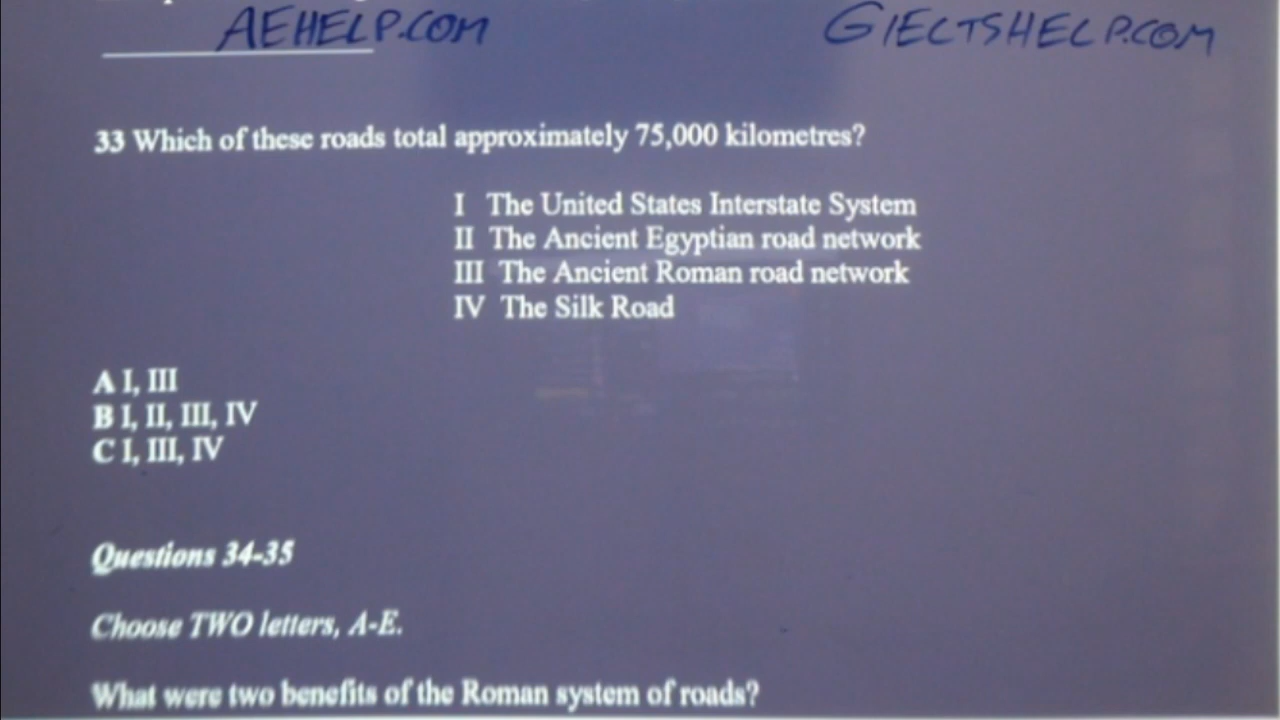 AEHELP.COM
GIELTSHELP.COM
33 Which of these roads total approximately 75,000 kilometres?
I The United States Interstate System
II The Ancient Egyptian road network
III The Ancient Roman road network
IV The Silk Road
A I, III
B I, II, III, IV
C I, III, IV
Questions 34-35
Choose TWO letters, A-E.
What were two benefits of the Roman system of roads?